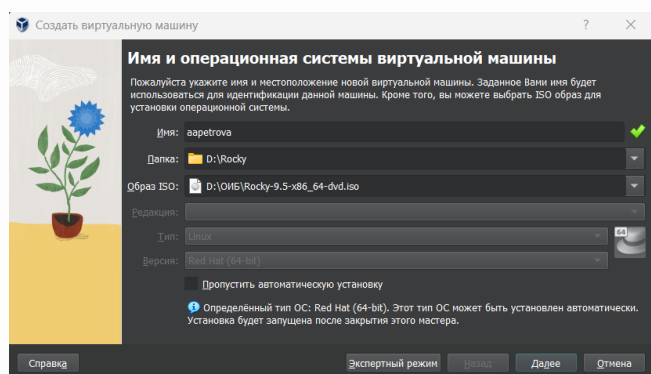 Создать виртуальную машину
Имя и операционная системы виртуальной машины
Пожалуйста укажите имя и местоположение новой виртуальной машины. Заданное Вами имя будет
использоваться для идентификации данной машины. Кроме того, вы можете выбрать ISO образ для
установки операционной системы.
Имя: aapetrova
Папка: D:\Rocky
Образ ISO: D:\ОИБ\Rocky-9.5-x86_64-dvd.iso
Редакция:
Тип: Linux
64
Версия: Red Hat (64-bit)
Пропустить автоматическую установку
Определённый тип ОС: Red Hat (64-bit). Этот тип ОС может быть установлен автоматически.
Установка будет запущена после закрытия этого мастера.
Справка Экспертный режим Назад Далее Отмена